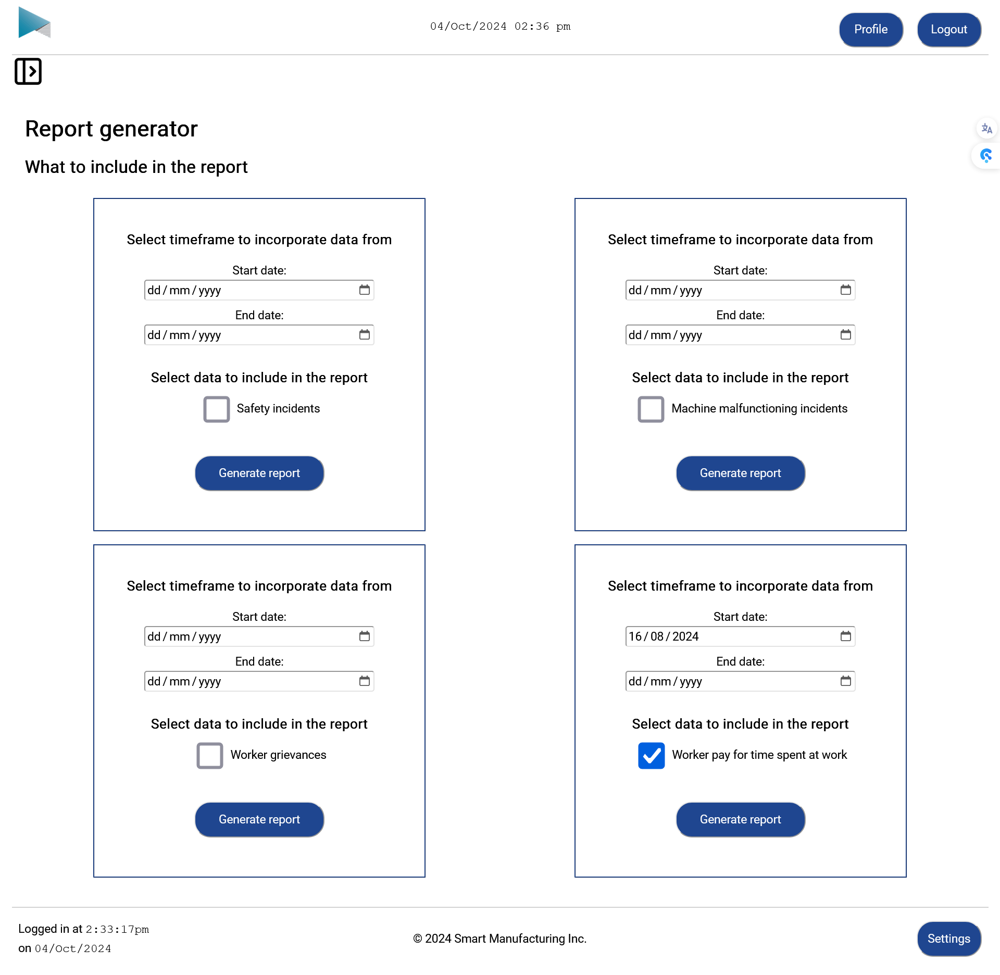 04/Oct/2024 02:36 pm
Profile
Logout
Report generator
What to include in the report
Select timeframe to incorporate data from
Start date:
dd/mm/yyyy
End date:
dd/mm/yyyy
Select data to include in the report
Safety incidents
Generate report
Select timeframe to incorporate data from
Start date:
dd/mm/yyyy
End date:
dd/mm/yyyy
Select data to include in the report
Machine malfunctioning incidents
Generate report
Select timeframe to incorporate data from
Start date:
dd/mm/yyyy
End date:
dd/mm/yyyy
Select data to include in the report
Worker grievances
Generate report
Select timeframe to incorporate data from
Start date:
16/08/2024
End date:
dd/mm/yyyy
Select data to include in the report
Worker pay for time spent at work
Generate report
Logged in at 2:33:17pm
on 04/Oct/2024
© 2024 Smart Manufacturing Inc.
Settings